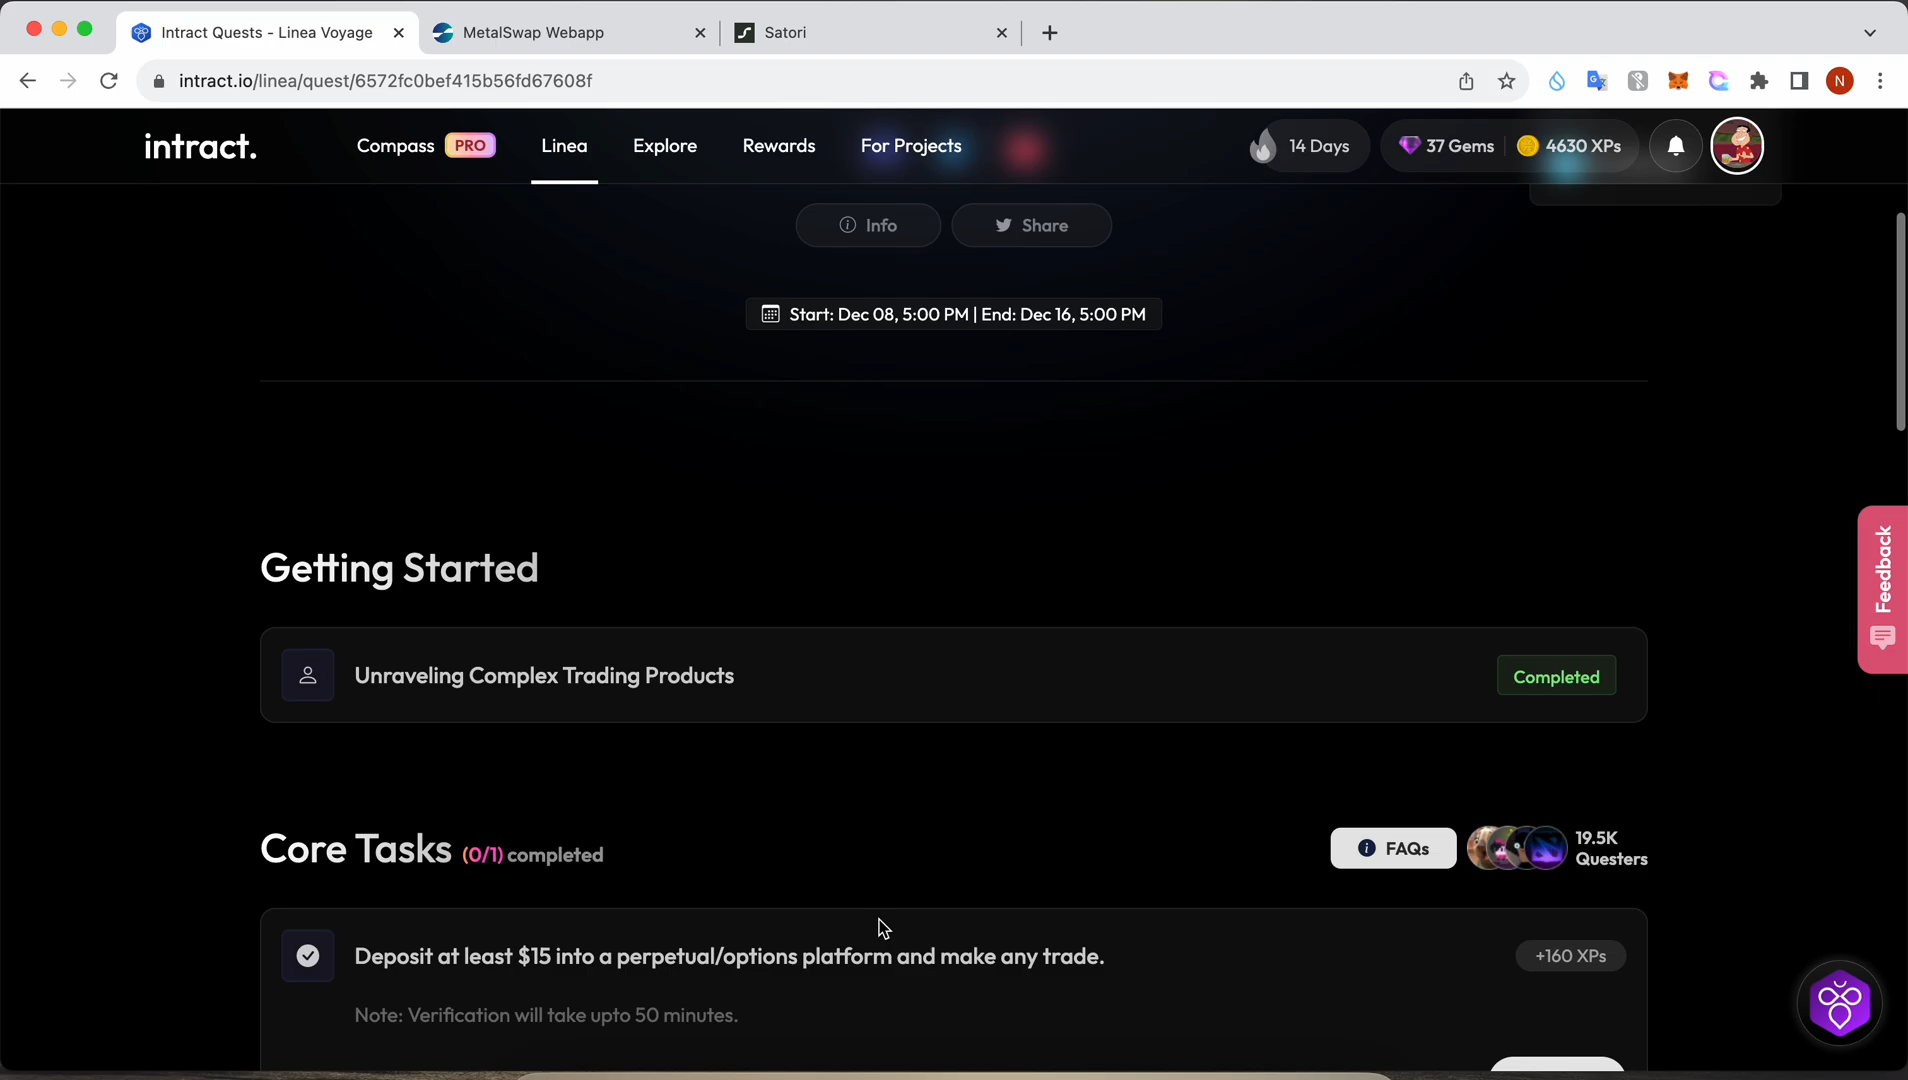 Intract Quests - Linea Voyage
MetalSwap Webapp
Satori
intract.io/linea/quest/6572fc0bef415b56fd67608f
N
intract.
Compass PRO
Linea
Explore
Rewards
For Projects
14 Days
37 Gems
4630 XPs
Info
Share
Start: Dec 08, 5:00 PM | End: Dec 16, 5:00 PM
Getting Started
Unraveling Complex Trading Products
Completed
Feedback
Core Tasks (0/1) completed
FAQs
19.5K
Questers
Deposit at least $15 into a perpetual/options platform and make any trade.
+160 XPs
Note: Verification will take upto 50 minutes.